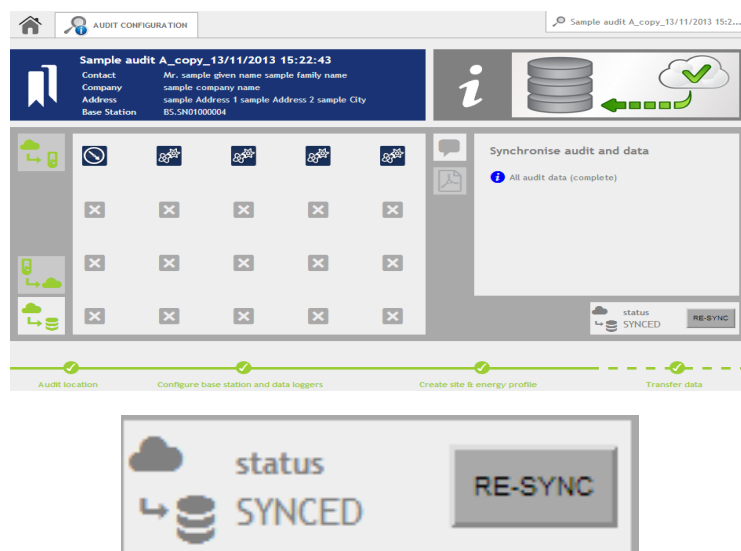 AUDIT CONFIGURATION
Sample audit A_copy_13/11/2013 15:2...
Sample audit A_copy_13/11/2013 15:22:43
Contact Mr. sample given name sample family name
Company sample company name
Address sample Address 1 sample Address 2 sample City
Base Station BS.SN01000004
Synchronise audit and data
All audit data (complete)
status
SYNCED
RE-SYNC
Audit location
Configure base station and data loggers
Create site & energy profile
Transfer data
status
SYNCED
RE-SYNC